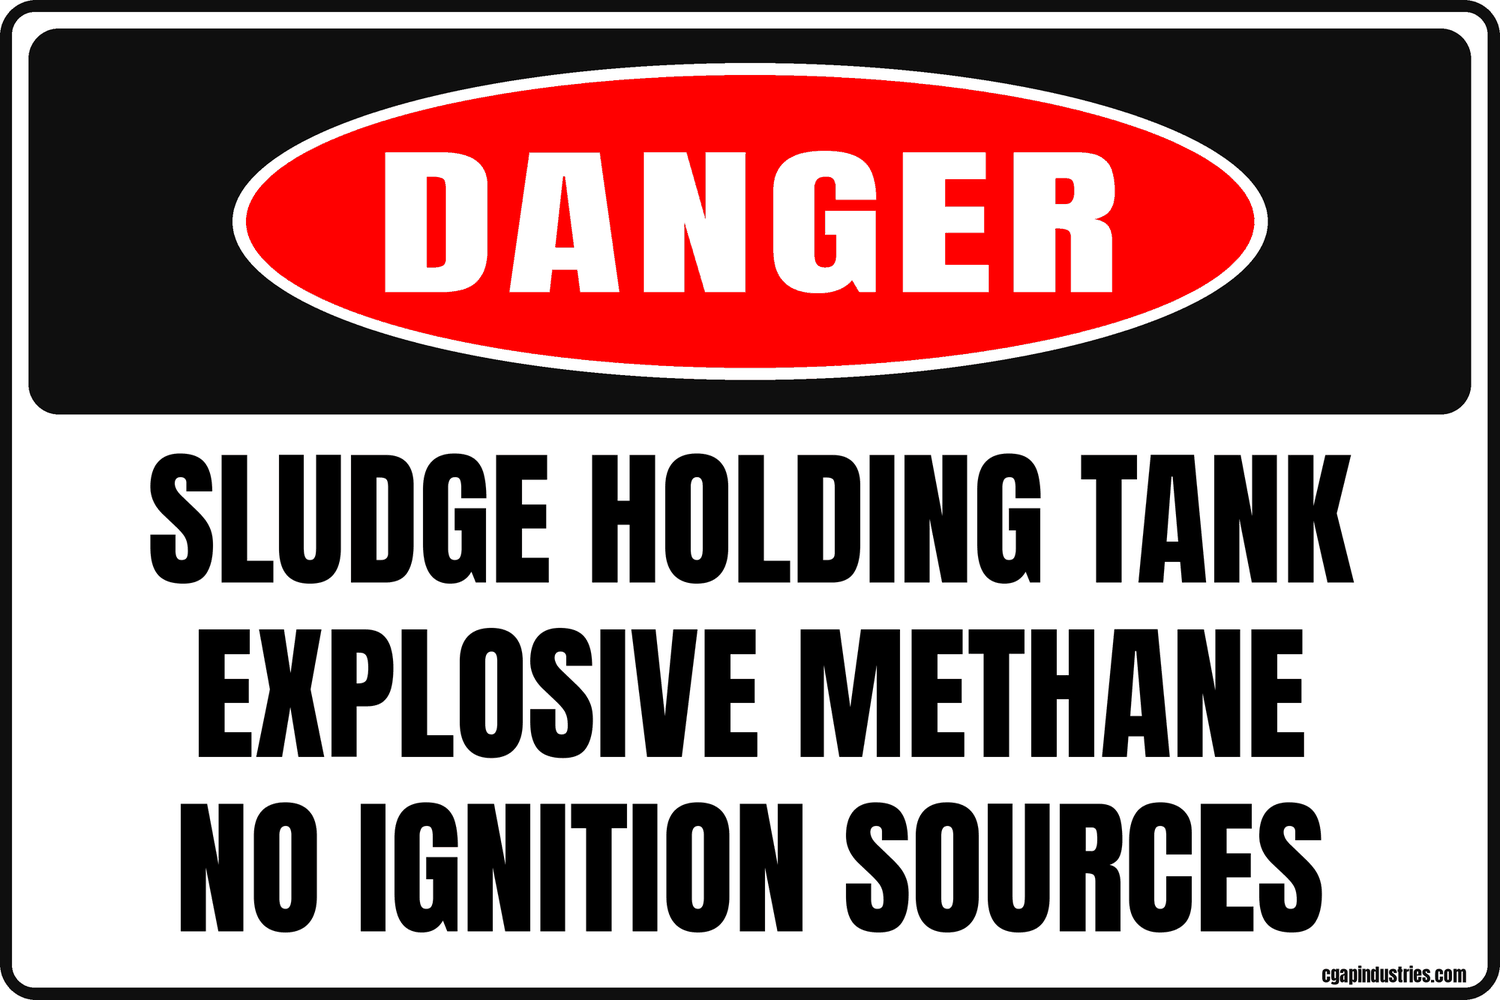 DANGER
SLUDGE HOLDING TANK
EXPLOSIVE METHANE
NO IGNITION SOURCES
cgapindustries.com